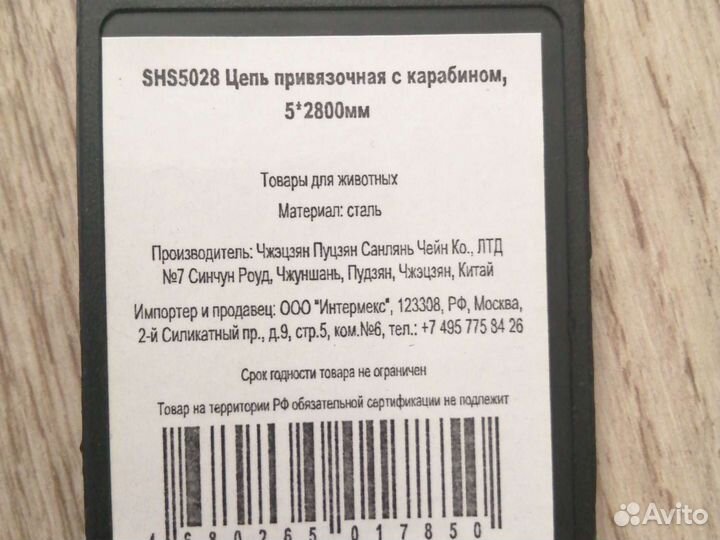 SHS5028 Цепь привязочная с карабином,
5*2800мм
Товары для животных
Материал: сталь
Производитель: Чжэцзян Пуцзян Санлянь Чейн Ко., ЛТД
№7 Синчун Роуд, Чжуншань, Пудзян, Чжэцзян, Китай
Импортер и продавец: ООО "Интермекс", 123308, РФ, Москва,
2-й Силикатный пр., д.9, стр.5, ком.№6, тел.: +7 495 775 84 26
Срок годности товара не ограничен
Товар на территории РФ обязательной сертификации не подлежит
4 680265 017850
Avito